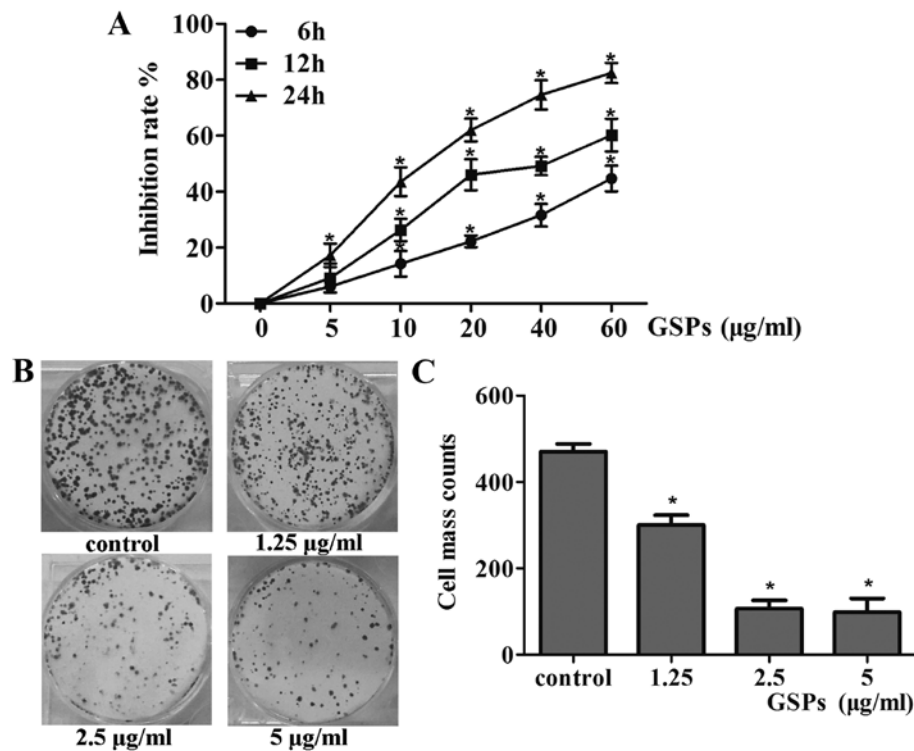 A
100
80
60
40
20
0
Inhibition rate %
6h
12h
24h
* * * * *
* * * *
* * * *
0 5 10 20 40 60 GSPs (μg/ml)
B
control 1.25 μg/ml
2.5 μg/ml 5 μg/ml
C
600
400
200
0
Cell mass counts
* * *
control 1.25 2.5 5
GSPs (μg/ml)